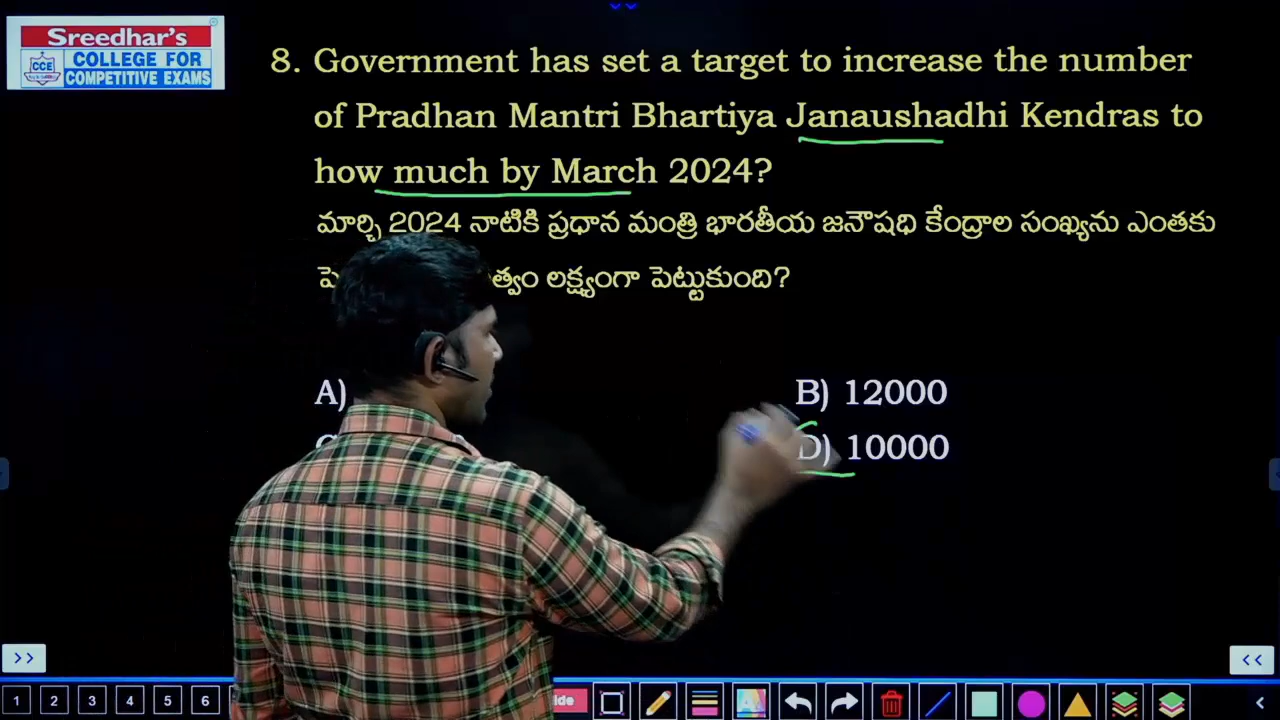 Sreedhar's
CCE
COLLEGE FOR
COMPETITIVE EXAMS
8. Government has set a target to increase the number
of Pradhan Mantri Bhartiya Janaushadhi Kendras to
how much by March 2024?
మార్చి 2024 నాటికి ప్రధాన మంత్రి భారతీయ జనౌషధి కేంద్రాల సంఖ్యను ఎంతకు
లక్ష్యంగా పెట్టుకుంది?
A)
B) 12000
D) 10000
>>
<<
1 2 3 4 5 6
<